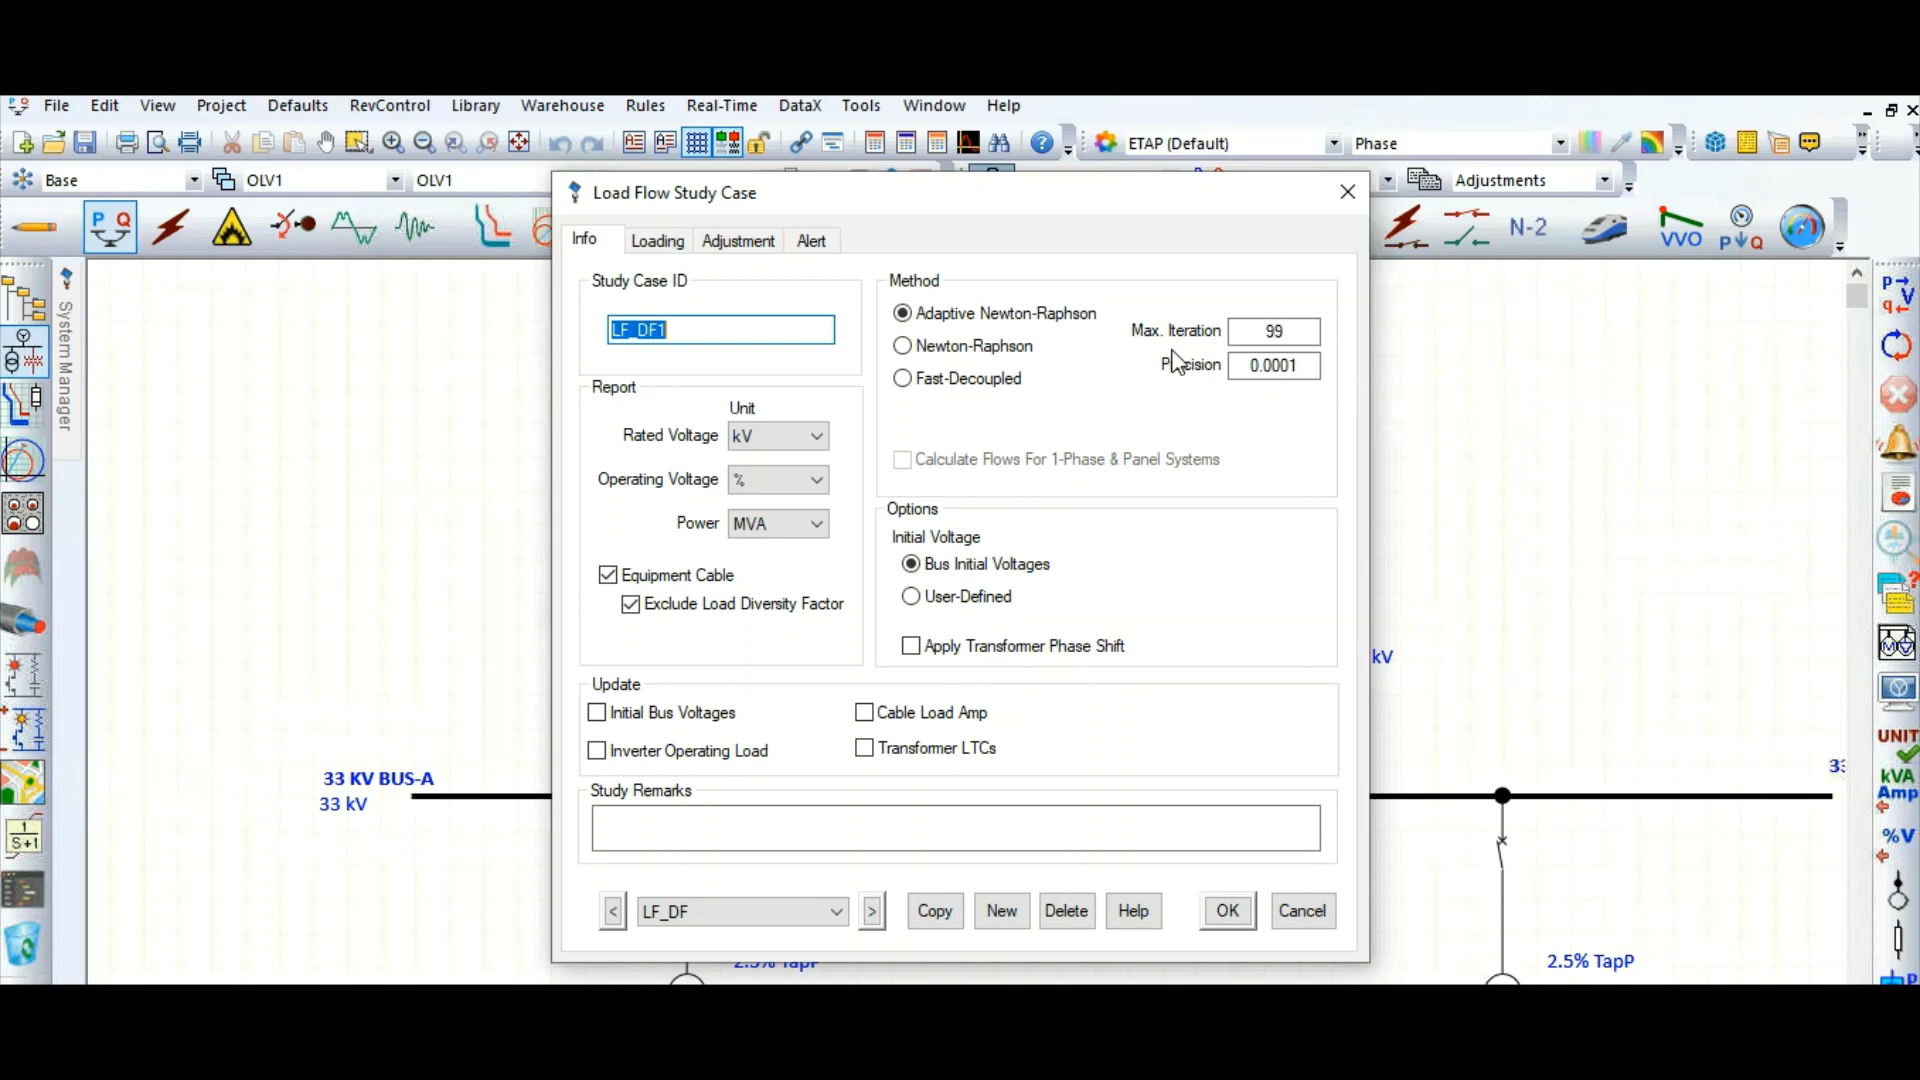 File Edit View Project Defaults RevControl Library Warehouse Rules Real-Time DataX Tools Window Help
ETAP (Default) Phase
Base OLV1 OLV1 Adjustments
P Q N-2 VVO P Q
System Manager
Load Flow Study Case
Info Loading Adjustment Alert
Study Case ID
LF_DF1
Report
Unit
Rated Voltage kV
Operating Voltage %
Power MVA
Equipment Cable
Exclude Load Diversity Factor
Method
Adaptive Newton-Raphson
Newton-Raphson
Fast-Decoupled
Max. Iteration 99
Precision 0.0001
Calculate Flows For 1-Phase & Panel Systems
Options
Initial Voltage
Bus Initial Voltages
User-Defined
Apply Transformer Phase Shift
Update
Initial Bus Voltages Cable Load Amp
Inverter Operating Load Transformer LTCs
Study Remarks
< LF_DF > Copy New Delete Help OK Cancel
kV
33 KV BUS-A
33 kV
2.5% TapP
2.5% TapP
1
S+1
P V
q
UNIT
kVA
Amp
%V